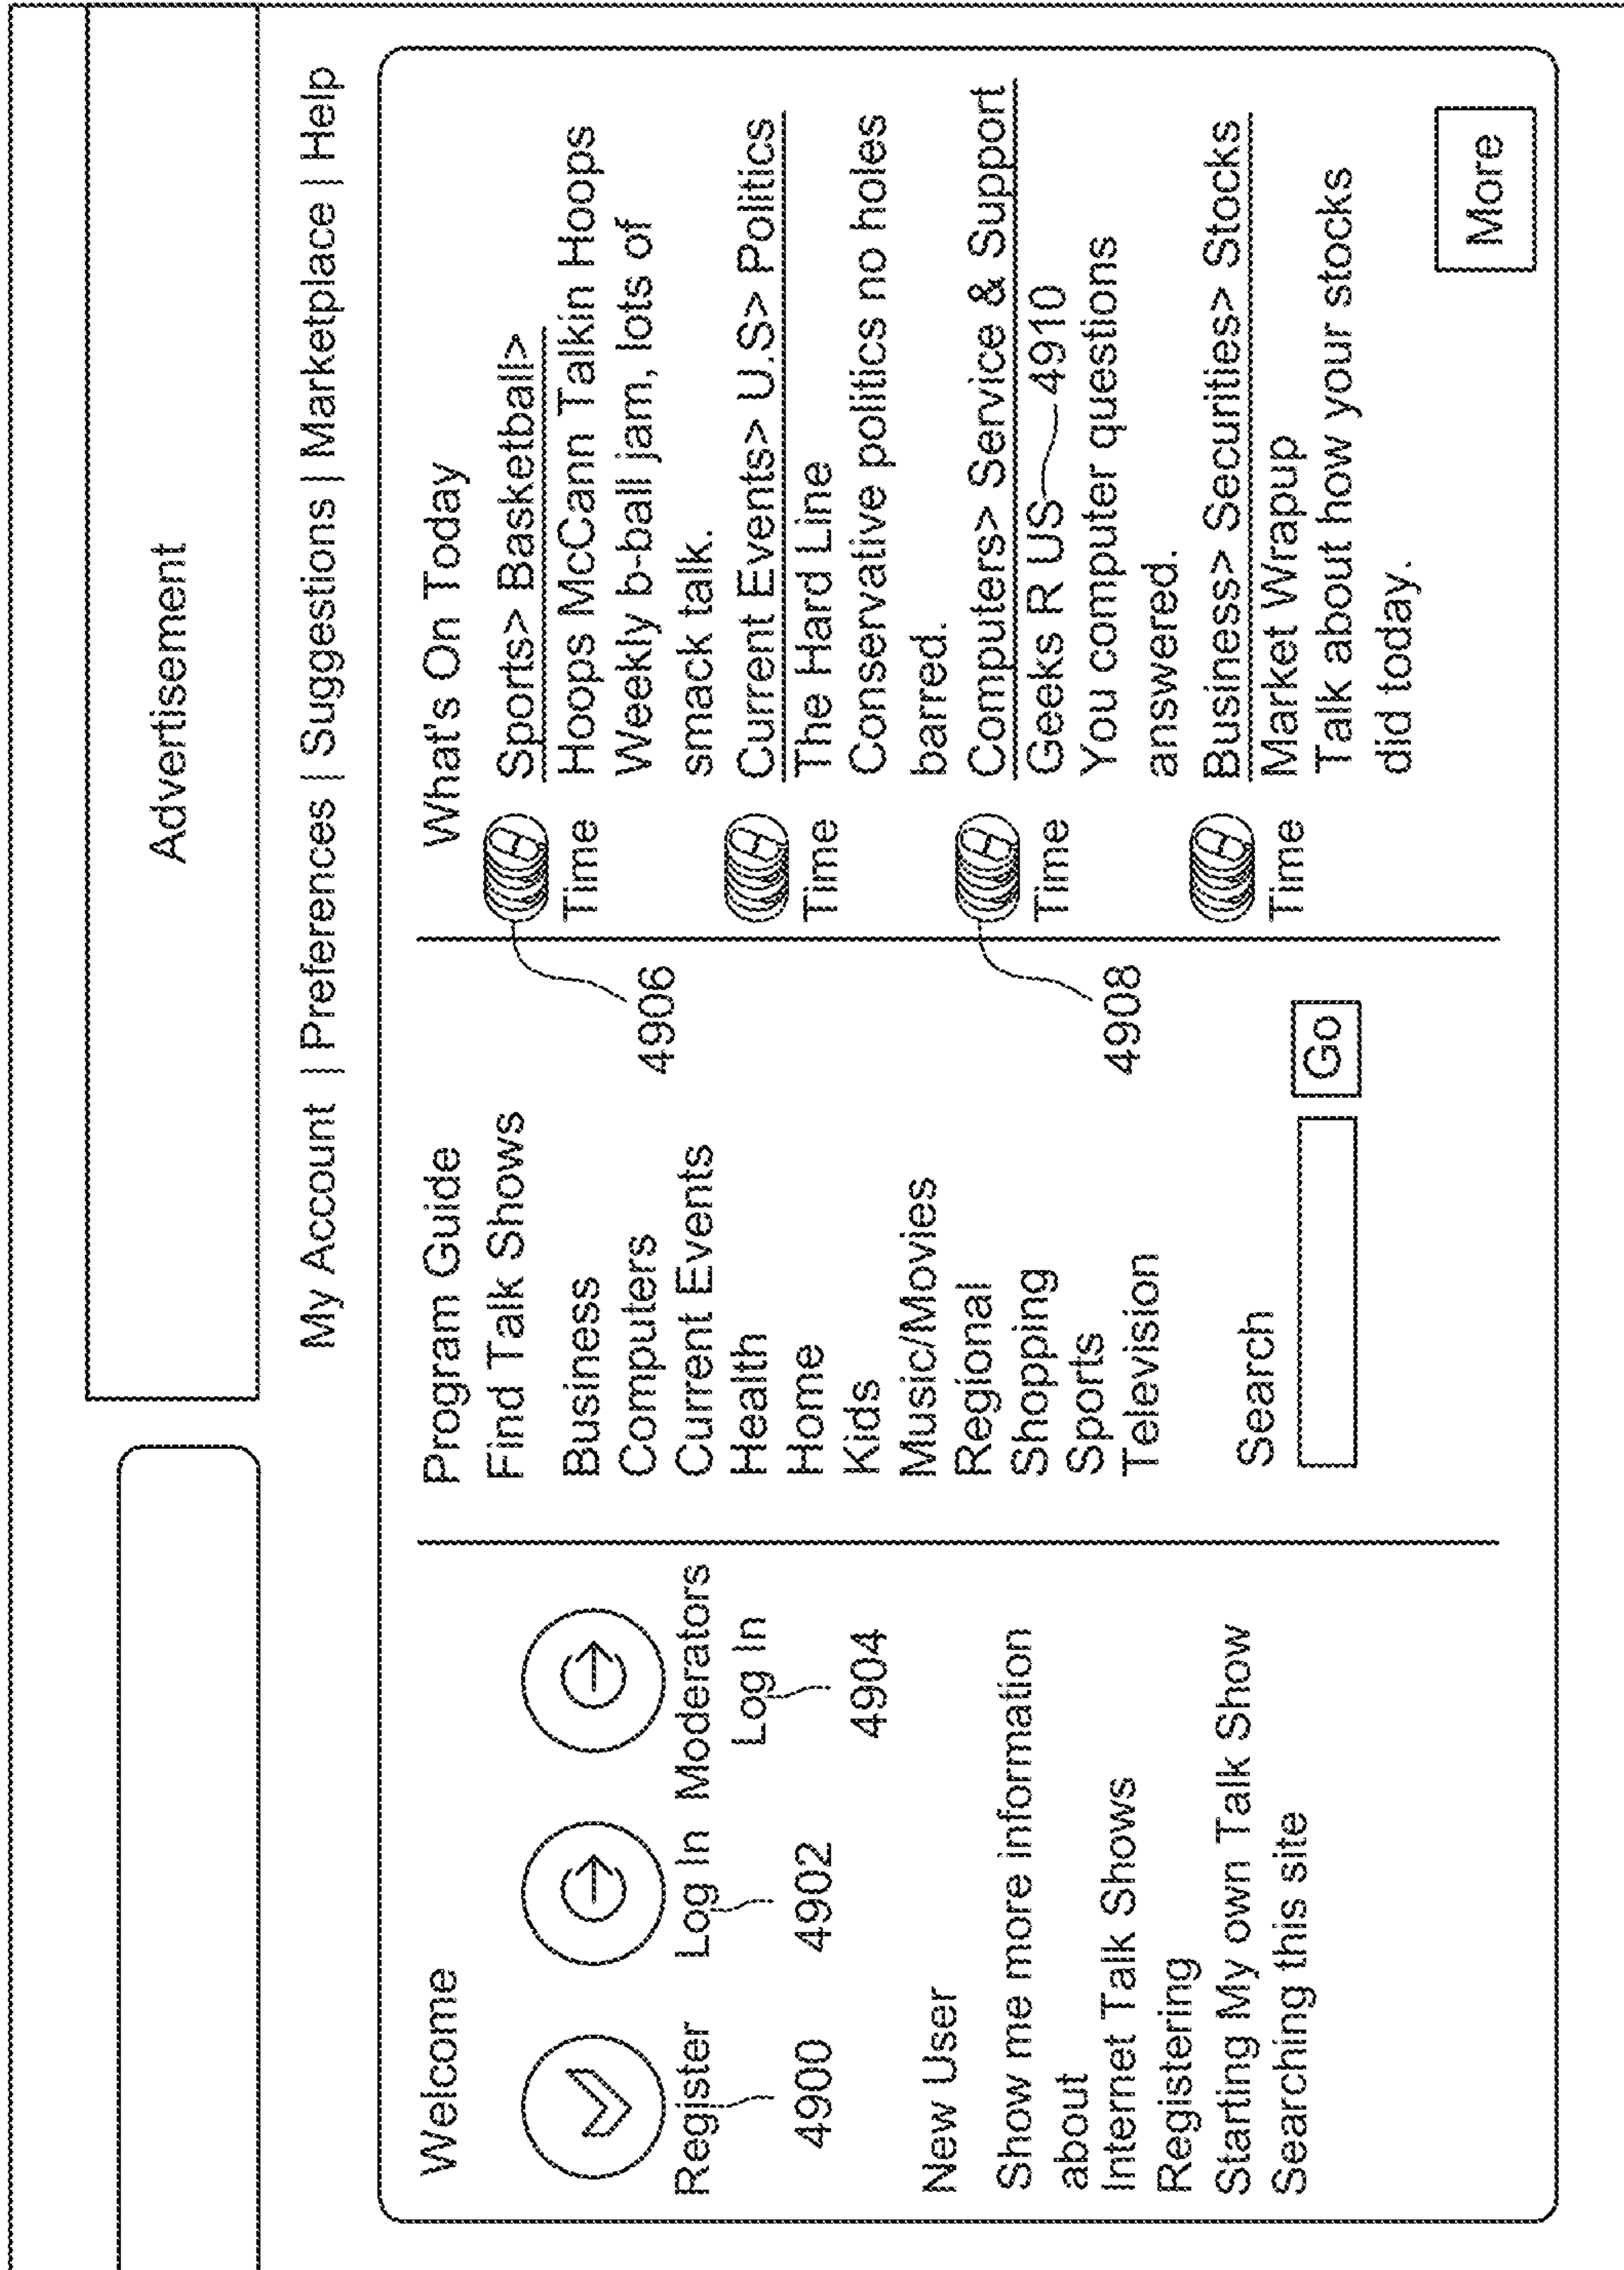 Advertisement
My Account | Preferences | Suggestions | Marketplace | Help
Welcome
Register
Log In
Moderators
Log In
4900
4902
4904
New User
Show me more information
about
Internet Talk Shows
Registering
Starting My own Talk Show
Searching this site
Program Guide
Find Talk Shows
Business
Computers
Current Events
Health
Home
Kids
Music/Movies
Regional
Shopping
Sports
Television
Search
Go
4906
4908
What's On Today
Sports> Basketball>
Time
Hoops McCann Talkin Hoops
Weekly b-ball jam, lots of
smack talk.
Current Events> U.S> Politics
Time
The Hard Line
Conservative politics no holes
barred.
Computers> Service & Support
Time
Geeks R US 4910
You computer questions
answered.
Business> Securities> Stocks
Time
Market Wrapup
Talk about how your stocks
did today.
More